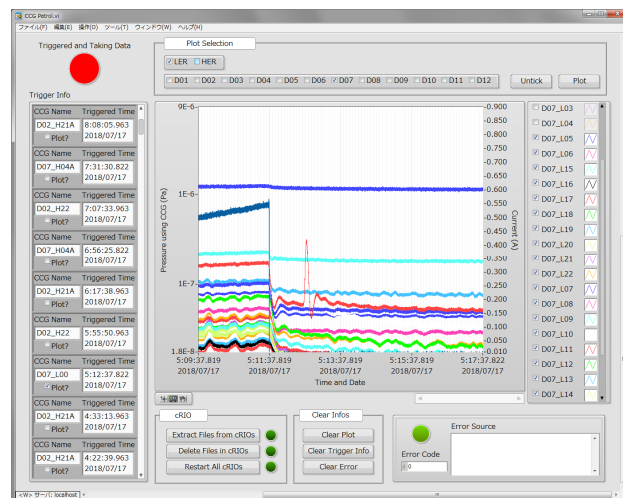 CCG Patrol.vi
ファイル(F) 編集(E) 操作(O) ツール(T) ウィンドウ(W) ヘルプ(H)
Triggered and Taking Data
Plot Selection
LER HER
D01 D02 D03 D04 D05 D06 D07 D08 D09 D10 D11 D12
Untick Plot
Trigger Info
CCG Name Triggered Time
D02_H21A 8:08:05.963
Plot? 2018/07/17
CCG Name Triggered Time
D07_H04A 7:31:30.822
Plot? 2018/07/17
CCG Name Triggered Time
D02_H22 7:07:33.963
Plot? 2018/07/17
CCG Name Triggered Time
D07_H04A 6:56:25.822
Plot? 2018/07/17
CCG Name Triggered Time
D02_H21A 6:17:38.963
Plot? 2018/07/17
CCG Name Triggered Time
D02_H22 5:55:50.963
Plot? 2018/07/17
CCG Name Triggered Time
D07_L00 5:12:37.822
Plot? 2018/07/17
CCG Name Triggered Time
D02_H21A 4:33:13.963
Plot? 2018/07/17
CCG Name Triggered Time
D02_H21A 4:22:39.963
Plot? 2018/07/17
Pressure using CCG (Pa)
9E-6
1E-6
1E-7
1.8E-8
0.900
0.850
0.800
0.750
0.700
0.650
0.600
0.550
0.500
0.450
0.400
0.350
0.300
0.250
0.200
0.150
0.100
0.050
0.010
Current (A)
5:09:37.819 5:11:37.819 5:13:37.819 5:15:37.819 5:17:37.819
2018/07/17 2018/07/17 2018/07/17 2018/07/17 2018/07/17
Time and Date
D07_L03
D07_L04
D07_L05
D07_L06
D07_L15
D07_L16
D07_L17
D07_L18
D07_L19
D07_L20
D07_L21
D07_L22
D07_L07
D07_L08
D07_L09
D07_L10
D07_L11
D07_L12
D07_L13
D07_L14
cRIO
Extract Files from cRIOs
Delete Files in cRIOs
Restart All cRIOs
Clear Infos
Clear Plot
Clear Trigger Info
Clear Error
Error Source
Error Code
0
<W> サーバ: localhost